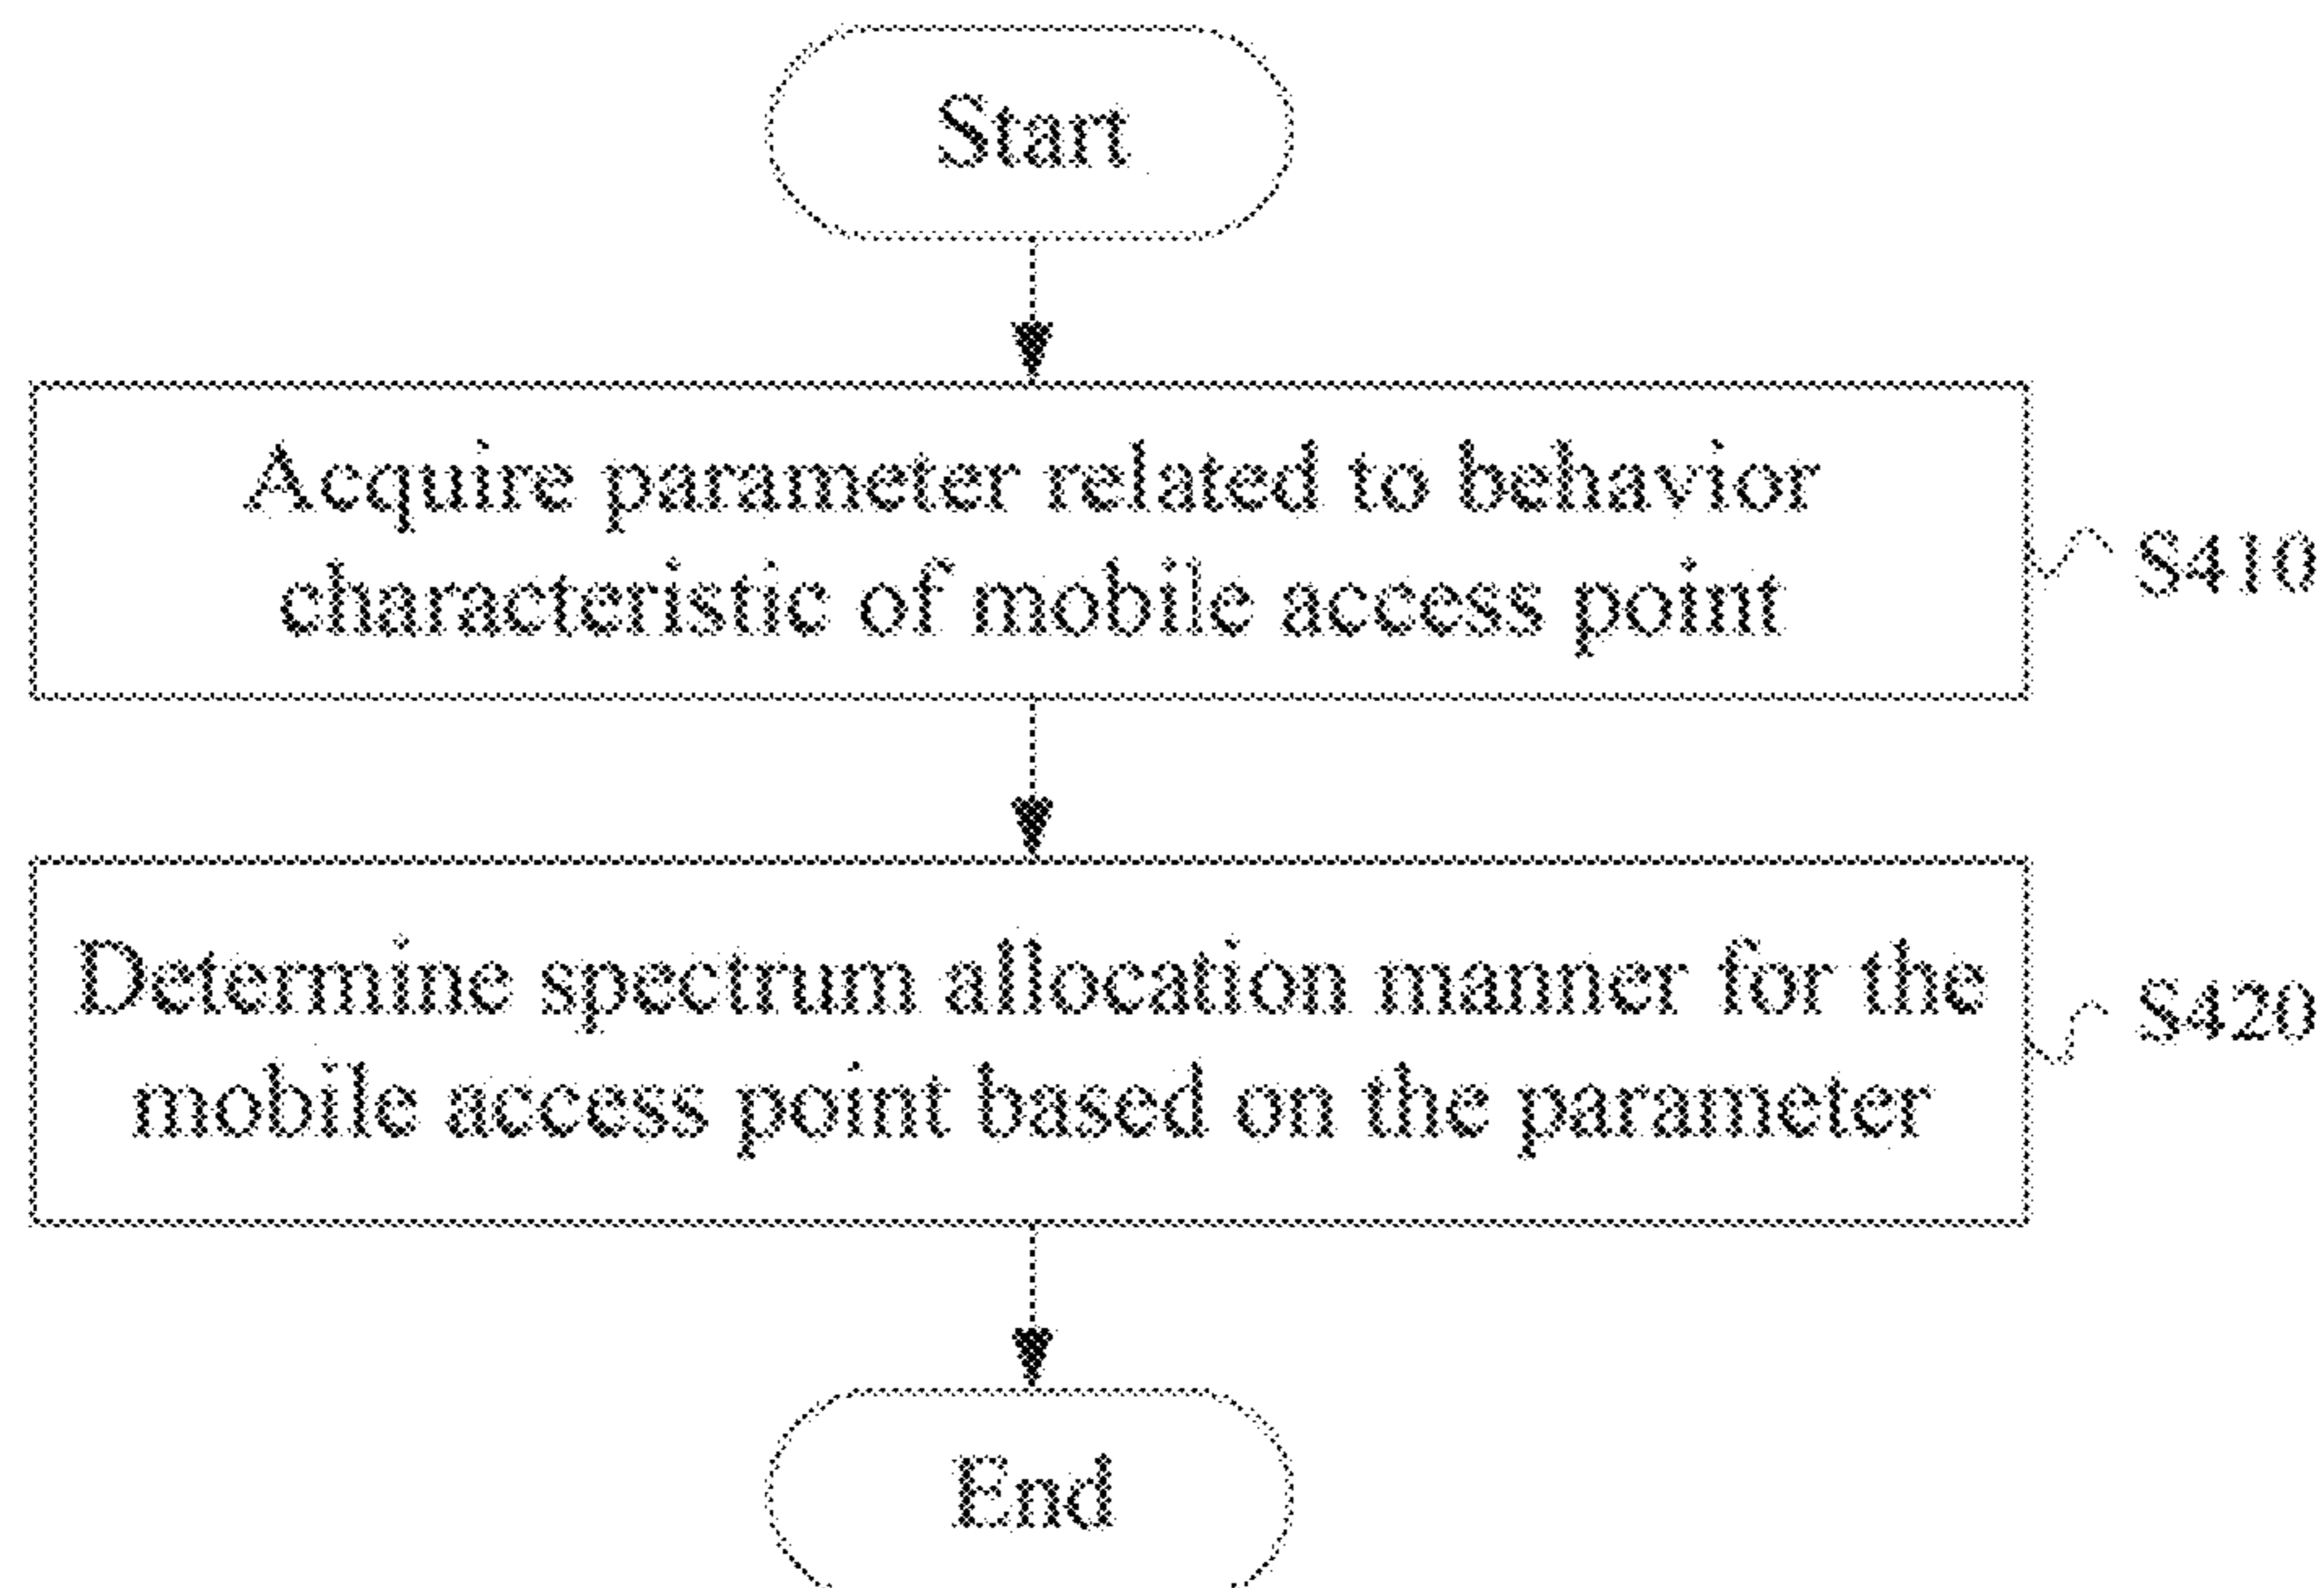 Start
Acquire parameter related to behavior
characteristic of mobile access point
S410
Determine spectrum allocation manner for the
mobile access point based on the parameter
S420
End